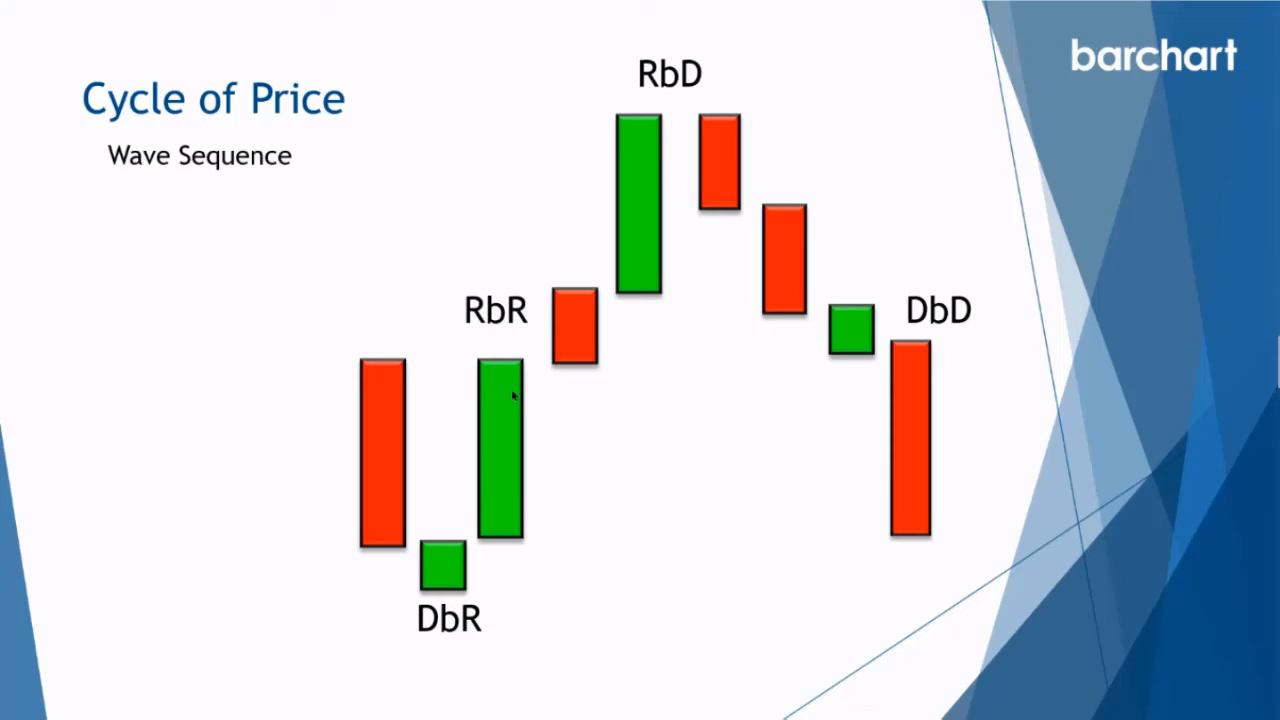 barchart
Cycle of Price
Wave Sequence
RbD
RbR
DbD
DbR